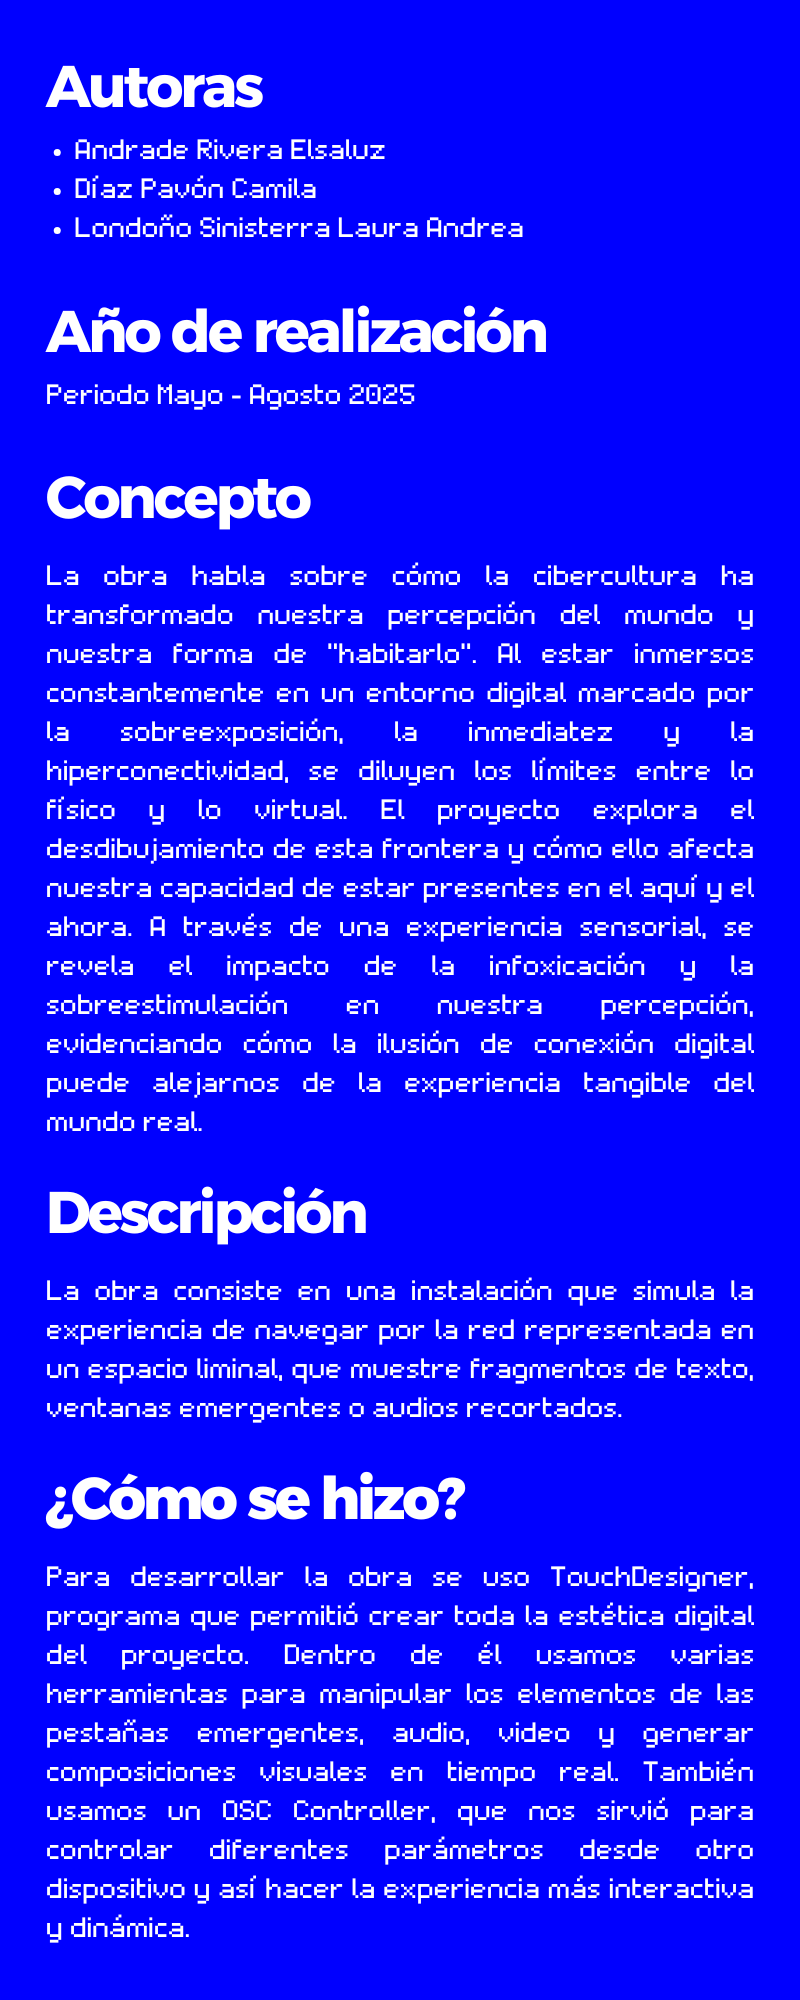 Autoras
• Andrade Rivera Elsaluz
• Díaz Pavón Camila
• Londoño Sinisterra Laura Andrea
Año de realización
Periodo Mayo - Agosto 2025
Concepto
La obra habla sobre cómo la cibercultura ha
transformado nuestra percepción del mundo y
nuestra forma de "habitarlo". Al estar inmersos
constantemente en un entorno digital marcado por
la sobreexposición, la inmediatez y la
hiperconectividad, se diluyen los límites entre lo
físico y lo virtual. El proyecto explora el
desdibujamiento de esta frontera y cómo ello afecta
nuestra capacidad de estar presentes en el aquí y el
ahora. A través de una experiencia sensorial, se
revela el impacto de la infoxicación y la
sobreestimulación en nuestra percepción,
evidenciando cómo la ilusión de conexión digital
puede alejarnos de la experiencia tangible del
mundo real.
Descripción
La obra consiste en una instalación que simula la
experiencia de navegar por la red representada en
un espacio liminal, que muestre fragmentos de texto,
ventanas emergentes o audios recortados.
¿Cómo se hizo?
Para desarrollar la obra se uso TouchDesigner,
programa que permitió crear toda la estética digital
del proyecto. Dentro de él usamos varias
herramientas para manipular los elementos de las
pestañas emergentes, audio, video y generar
composiciones visuales en tiempo real. También
usamos un OSC Controller, que nos sirvió para
controlar diferentes parámetros desde otro
dispositivo y así hacer la experiencia más interactiva
y dinámica.